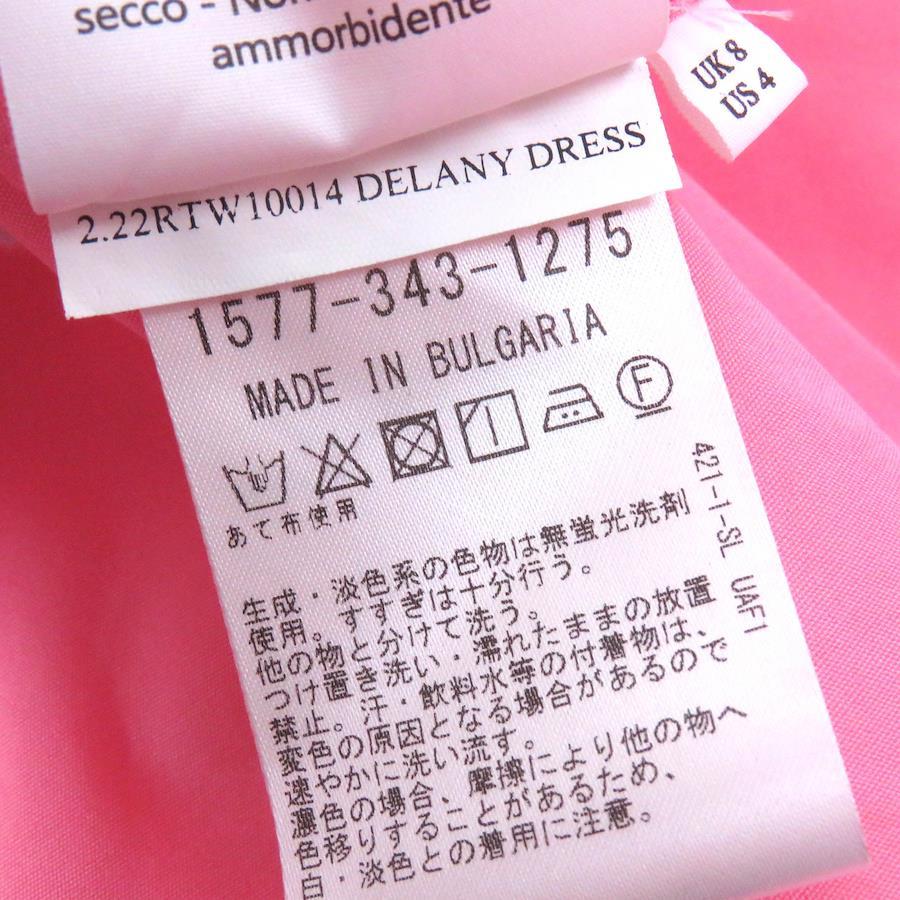 secco - Non
ammorbidente
UK 8
US 4
2.22RTW10014 DELANY DRESS
1577-343-1275
MADE IN BULGARIA
F
あて布使用
421-1-SL UAF1
生成・淡色系の色物は無蛍光洗剤
使用。すすぎは十分行う。
他の物と分けて洗う。
つけ置き洗い・濡れたままの放置
禁止。汗・飲料水等の付着物は、
変色の原因となる場合があるので
速やかに洗い流す。
濃色の場合、摩擦により他の物へ
色移りすることがあるため、
白・淡色との着用に注意。